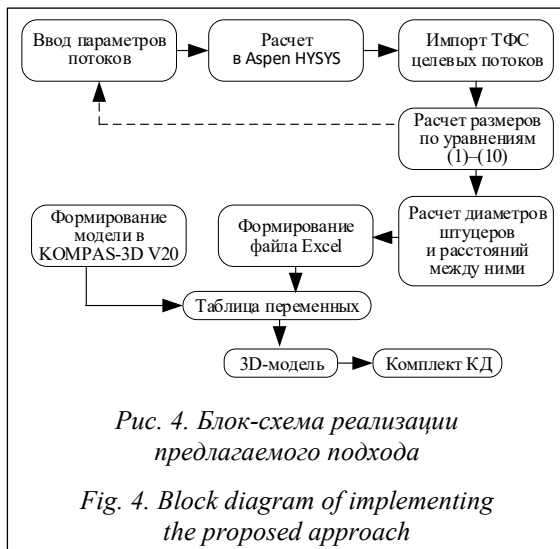 Ввод параметров
потоков
Расчет
в Aspen HYSYS
Импорт ТФС
целевых потоков
Расчет размеров
по уравнениям
(1)–(10)
Расчет диаметров
штуцеров
и расстояний
между ними
Формирование
файла Excel
Формирование
модели в
KOMPAS-3D V20
Таблица переменных
3D-модель
Комплект КД
Рис. 4. Блок-схема реализации
предлагаемого подхода
Fig. 4. Block diagram of implementing
the proposed approach